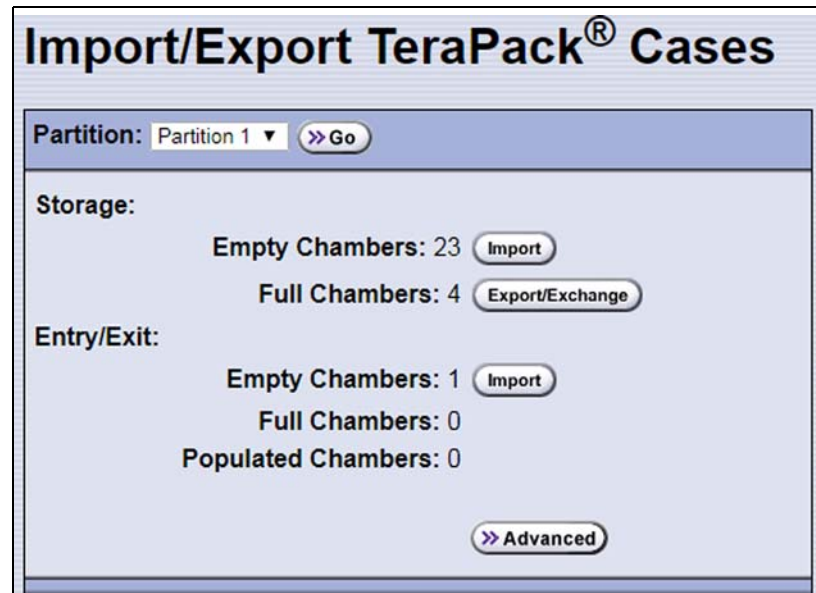 Import/Export TeraPack® Cases
Partition: Partition 1 ▼ >> Go
Storage:
Empty Chambers: 23 Import
Full Chambers: 4 Export/Exchange
Entry/Exit:
Empty Chambers: 1 Import
Full Chambers: 0
Populated Chambers: 0
>> Advanced